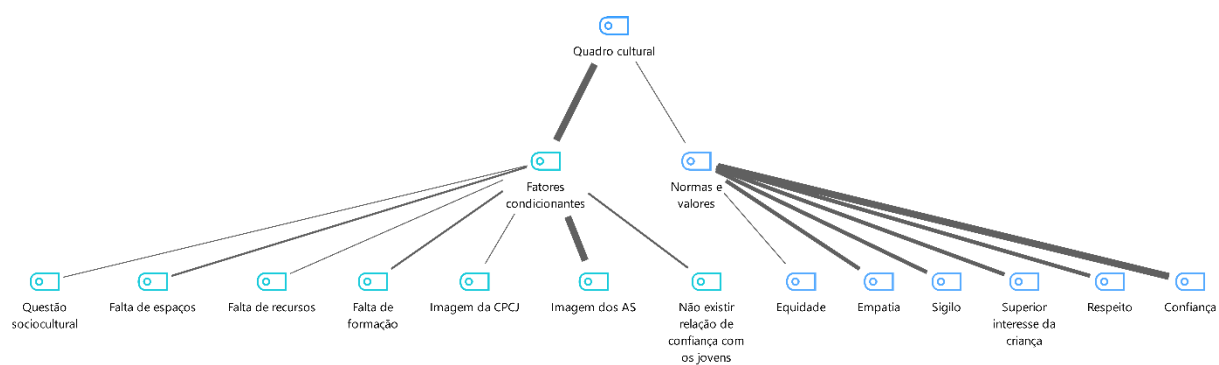 Quadro cultural
Fatores
condicionantes
Normas e
valores
Questão
sociocultural
Falta de espaços
Falta de recursos
Falta de
formação
Imagem da CPCJ
Imagem dos AS
Não existir
relação de
confiança com
os jovens
Equidade
Empatia
Sigilo
Superior
interesse da
criança
Respeito
Confiança